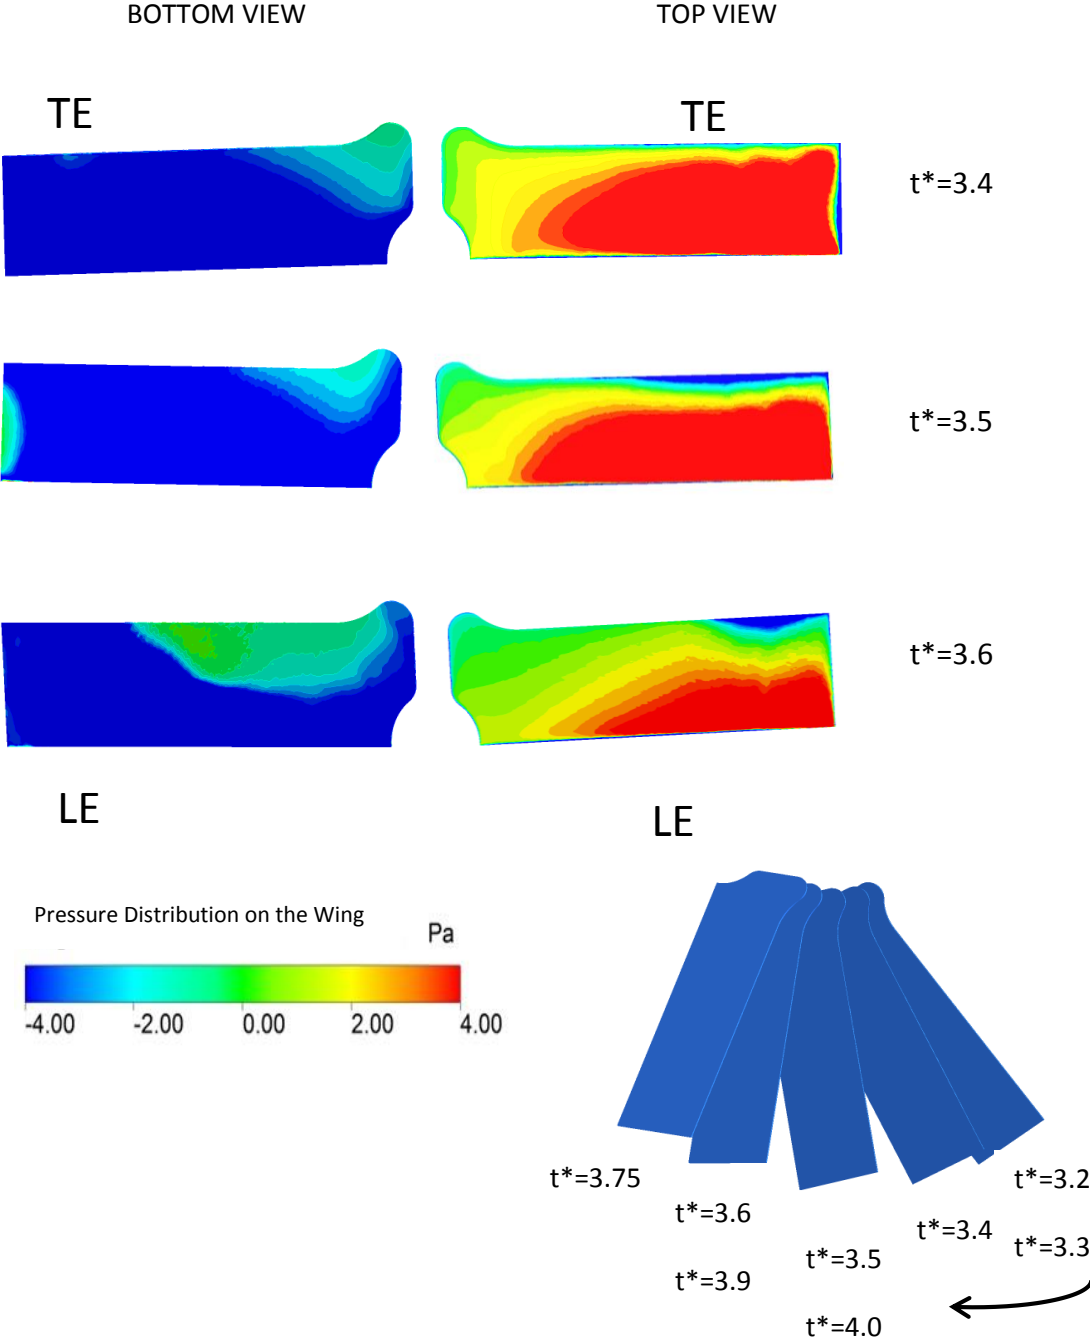 BOTTOM VIEW
TOP VIEW
TE
TE
t*=3.4
t*=3.5
t*=3.6
LE
LE
Pressure Distribution on the Wing
Pa
-4.00
-2.00
0.00
2.00
4.00
t*=3.75
t*=3.2
t*=3.6
t*=3.4
t*=3.3
t*=3.5
t*=3.9
t*=4.0